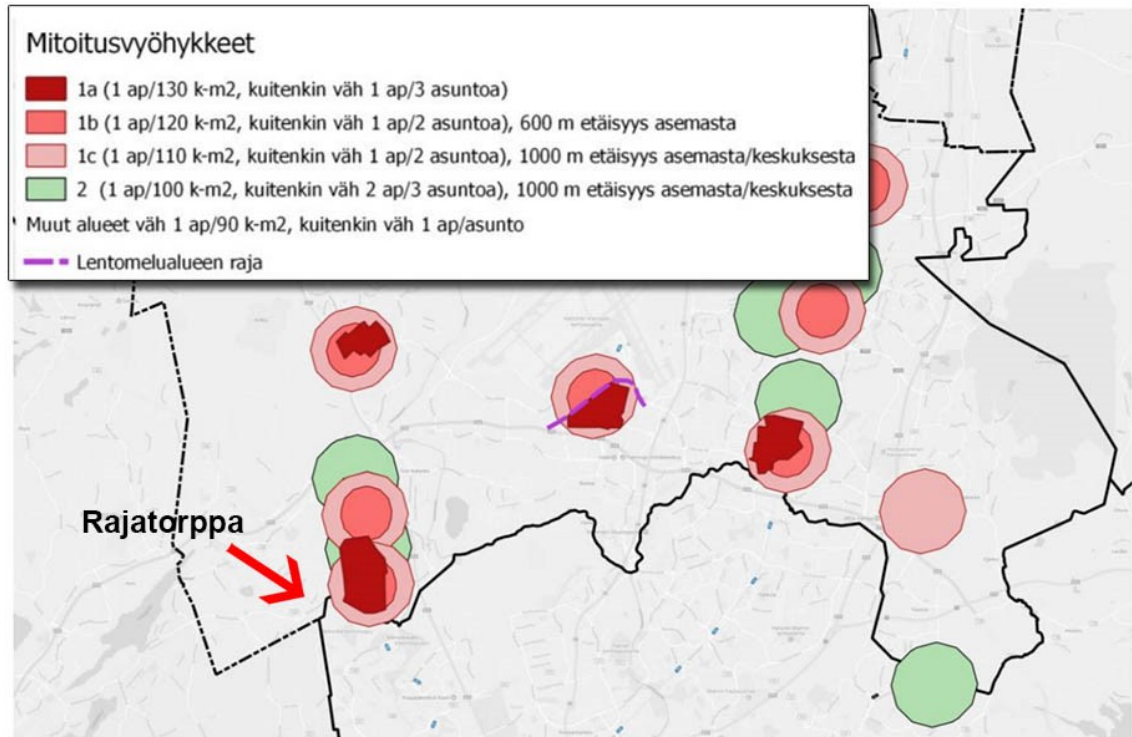 Mitoitusvyöhykkeet
1a (1 ap/130 k-m2, kuitenkin väh 1 ap/3 asuntoa)
1b (1 ap/120 k-m2, kuitenkin väh 1 ap/2 asuntoa), 600 m etäisyys asemasta
1c (1 ap/110 k-m2, kuitenkin väh 1 ap/2 asuntoa), 1000 m etäisyys asemasta/keskuksesta
2 (1 ap/100 k-m2, kuitenkin väh 2 ap/3 asuntoa), 1000 m etäisyys asemasta/keskuksesta
Muut alueet väh 1 ap/90 k-m2, kuitenkin väh 1 ap/asunto
Lentomelualueen raja
Rajatorppa